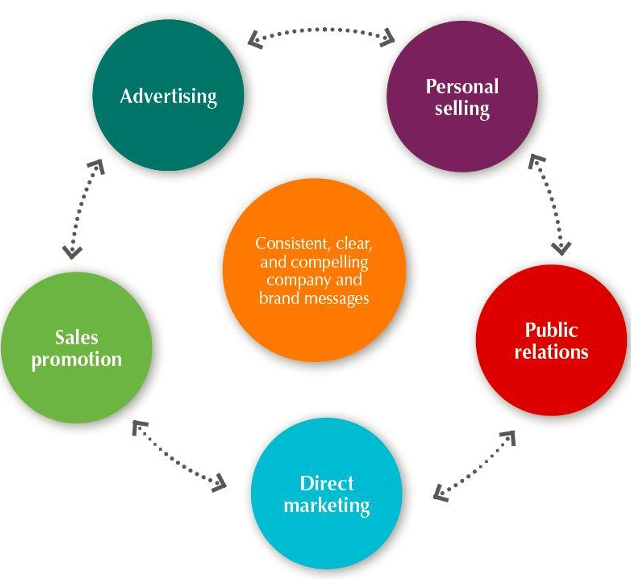 Advertising
Personal
selling
Consistent, clear,
and compelling
company and
brand messages
Sales
promotion
Public
relations
Direct
marketing